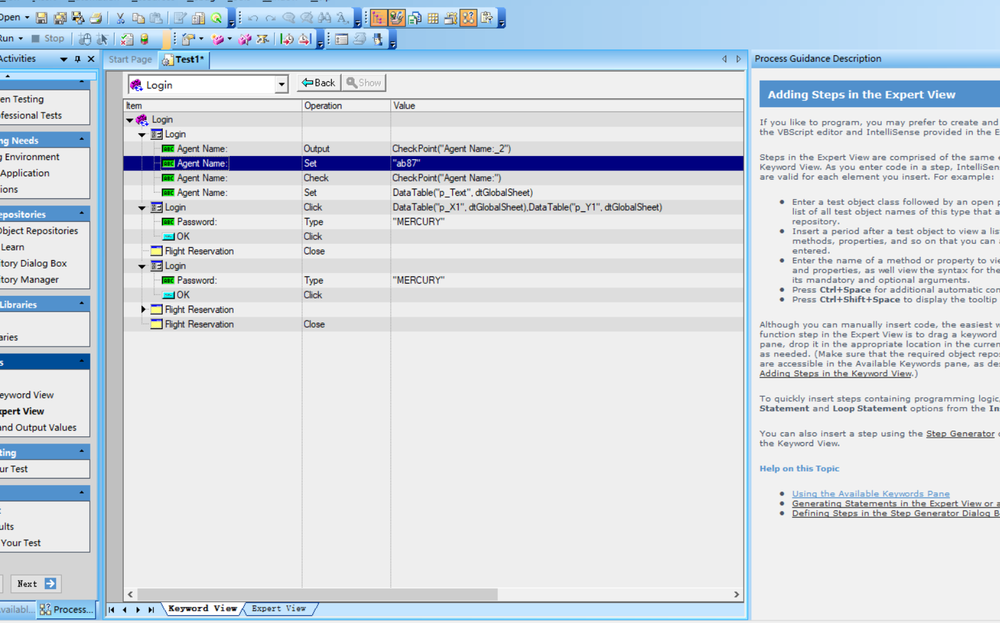 Open
Run
Stop
Activities
Start Page
Test1*
Process Guidance Description
en Testing
fessional Tests
ng Needs
g Environment
Application
ions
epositories
Object Repositories
Learn
itory Dialog Box
itory Manager
Libraries
aries
s
eyword View
xpert View
and Output Values
ting
ur Test
t
ults
Your Test
Next
Availabl...
Process...
Login
Back
Show
Item Operation Value
Login
Login
Agent Name: Output CheckPoint("Agent Name:_2")
Agent Name: Set "ab87"
Agent Name: Check CheckPoint("Agent Name:")
Agent Name: Set DataTable("p_Text", dtGlobalSheet)
Login Click DataTable("p_X1", dtGlobalSheet),DataTable("p_Y1", dtGlobalSheet)
Password: Type "MERCURY"
OK Click
Flight Reservation Close
Login
Password: Type "MERCURY"
OK Click
Flight Reservation
Flight Reservation Close
Keyword View
Expert View
Adding Steps in the Expert View
If you like to program, you may prefer to create and
the VBScript editor and IntelliSense provided in the E
Steps in the Expert View are comprised of the same e
Keyword View. As you enter code in a step, IntelliSen
are valid for each element you insert. For example:
• Enter a test object class followed by an open p
list of all test object names of this type that a
repository.
• Insert a period after a test object to view a lis
methods, properties, and so on that you can a
entered.
• Enter the name of a method or property to vie
and properties, as well view the syntax for the
its mandatory and optional arguments.
• Press Ctrl+Space for additional automatic con
• Press Ctrl+Shift+Space to display the tooltip
Although you can manually insert code, the easiest w
function step in the Expert View is to drag a keyword
pane, drop it in the appropriate location in the curren
as needed. (Make sure that the required object repos
are accessible in the Available Keywords pane, as des
Adding Steps in the Keyword View.)
To quickly insert steps containing programming logic,
Statement and Loop Statement options from the In
You can also insert a step using the Step Generator o
the Keyword View.
Help on this Topic
• Using the Available Keywords Pane
• Generating Statements in the Expert View or a
• Defining Steps in the Step Generator Dialog B